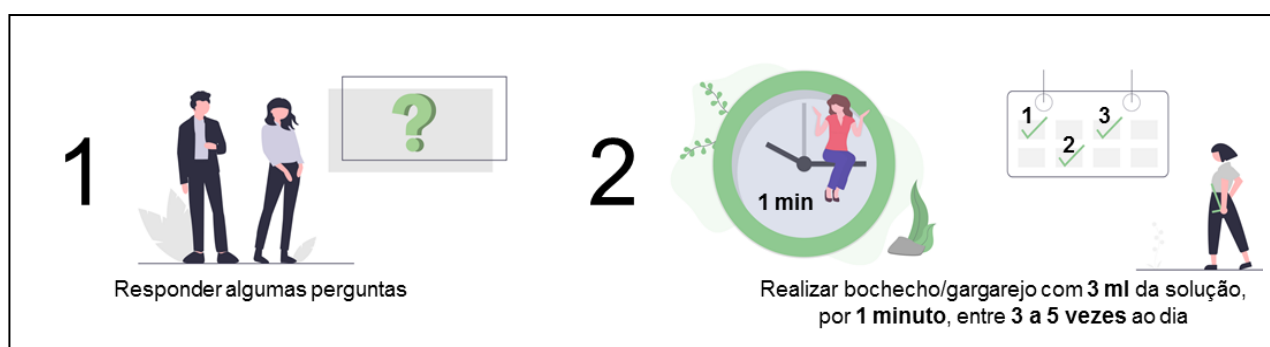 1
?
Responder algumas perguntas
2
1 min
1
2
3
Realizar bochecho/gargarejo com 3 ml da solução,
por 1 minuto, entre 3 a 5 vezes ao dia